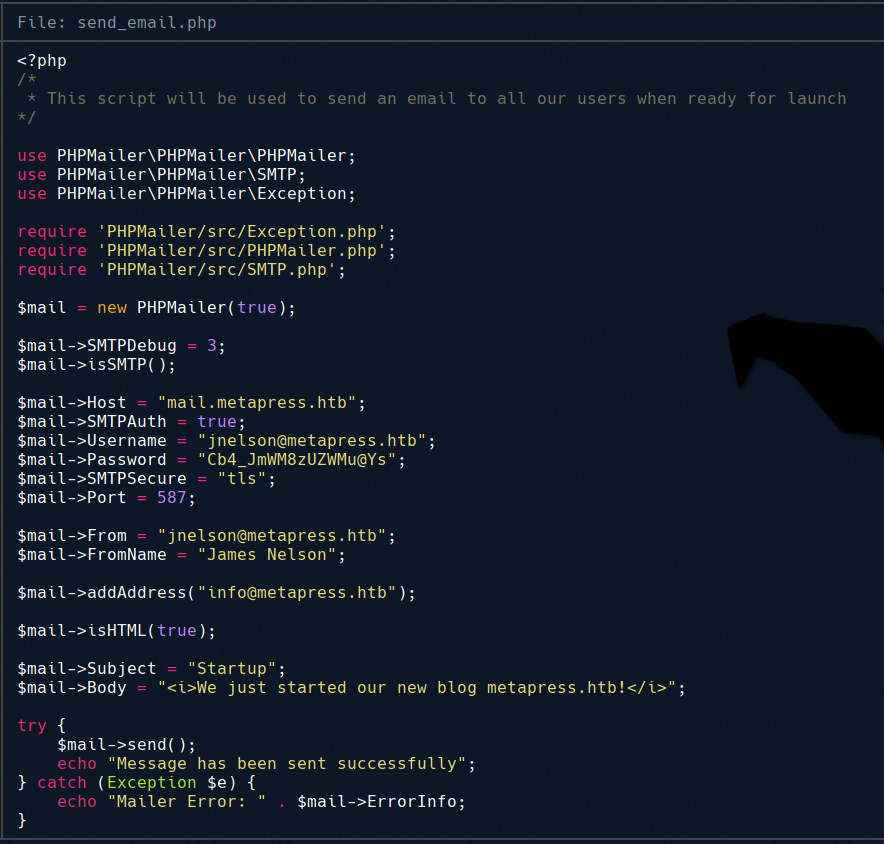 File: send_email.php
<?php
/*
 * This script will be used to send an email to all our users when ready for launch
*/
use PHPMailer\PHPMailer\PHPMailer;
use PHPMailer\PHPMailer\SMTP;
use PHPMailer\PHPMailer\Exception;
require 'PHPMailer/src/Exception.php';
require 'PHPMailer/src/PHPMailer.php';
require 'PHPMailer/src/SMTP.php';
$mail = new PHPMailer(true);
$mail->SMTPDebug = 3;
$mail->isSMTP();
$mail->Host = "mail.metapress.htb";
$mail->SMTPAuth = true;
$mail->Username = "jnelson@metapress.htb";
$mail->Password = "Cb4_JmWM8zUZWMu@Ys";
$mail->SMTPSecure = "tls";
$mail->Port = 587;
$mail->From = "jnelson@metapress.htb";
$mail->FromName = "James Nelson";
$mail->addAddress("info@metapress.htb");
$mail->isHTML(true);
$mail->Subject = "Startup";
$mail->Body = "<i>We just started our new blog metapress.htb!</i>";
try {
    $mail->send();
    echo "Message has been sent successfully";
} catch (Exception $e) {
    echo "Mailer Error: " . $mail->ErrorInfo;
}